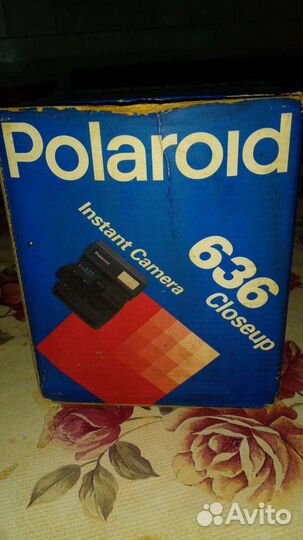 Polaroid
Instant Camera
636
Closeup
Avito